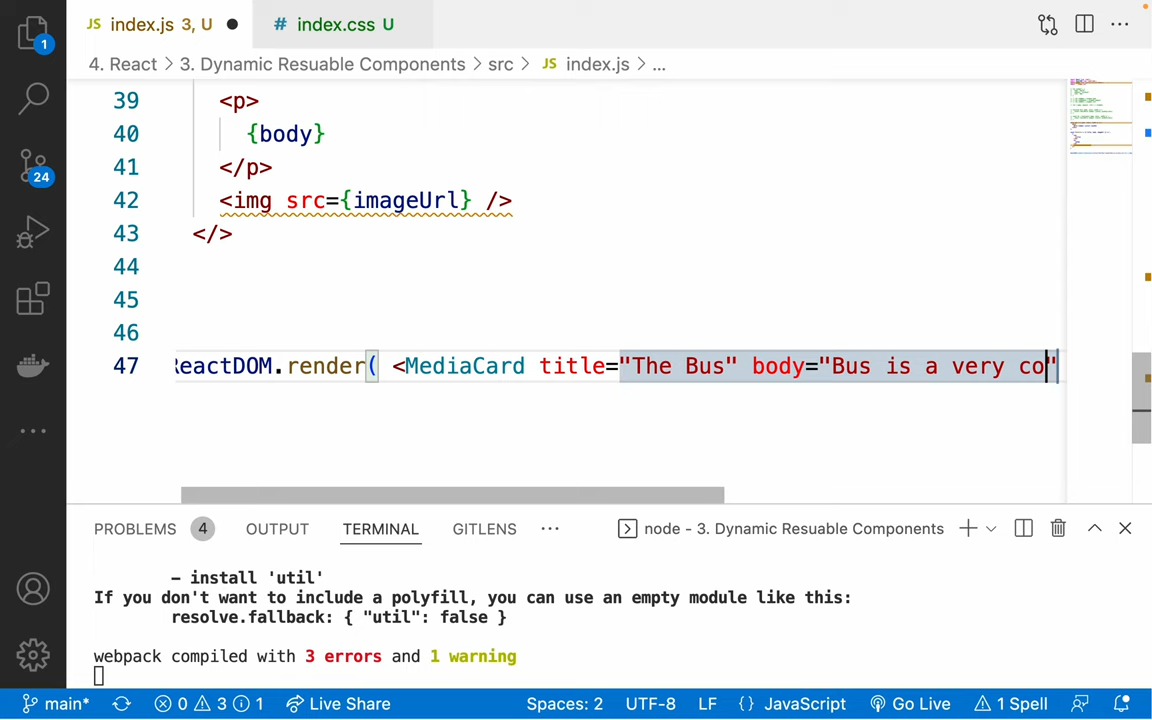 JS index.js 3, U
# index.css U
4. React > 3. Dynamic Resuable Components > src > JS index.js > ...
1
24
39 <p>
40 {body}
41 </p>
42 <img src={imageUrl} />
43 </>
44
45
46
47 ReactDOM.render( <MediaCard title="The Bus" body="Bus is a very co"
PROBLEMS 4 OUTPUT TERMINAL GITLENS ... node - 3. Dynamic Resuable Components
- install 'util'
If you don't want to include a polyfill, you can use an empty module like this:
resolve.fallback: { "util": false }
webpack compiled with 3 errors and 1 warning
main* 0 3 1 Live Share Spaces: 2 UTF-8 LF {} JavaScript Go Live 1 Spell